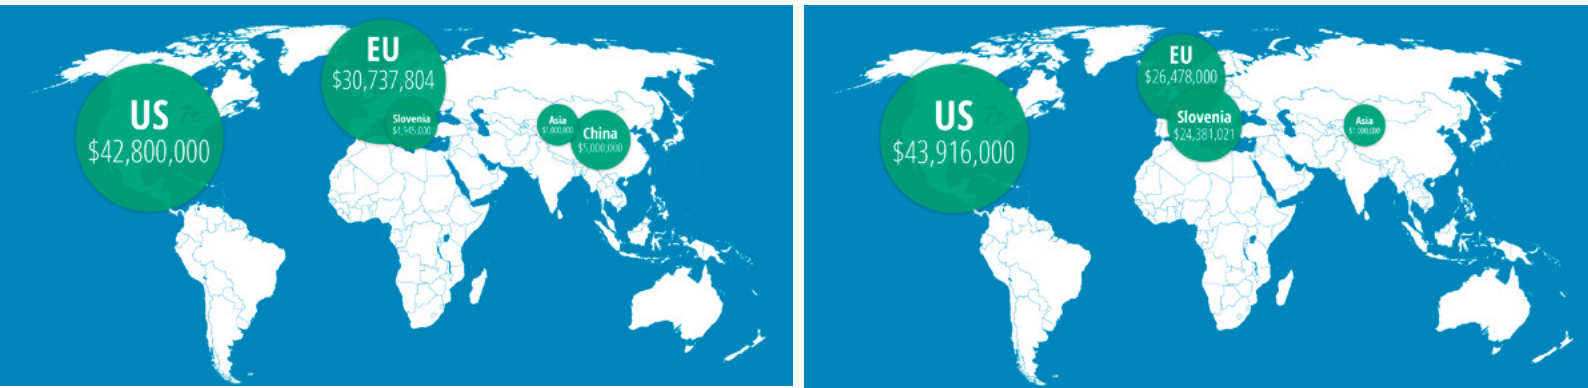 EU
$30,737,804
US
$42,800,000
Slovenia
$4,945,000
Asia
$1,000,000
China
$5,000,000
EU
$26,478,000
US
$43,916,000
Slovenia
$24,381,021
Asia
$1,000,000